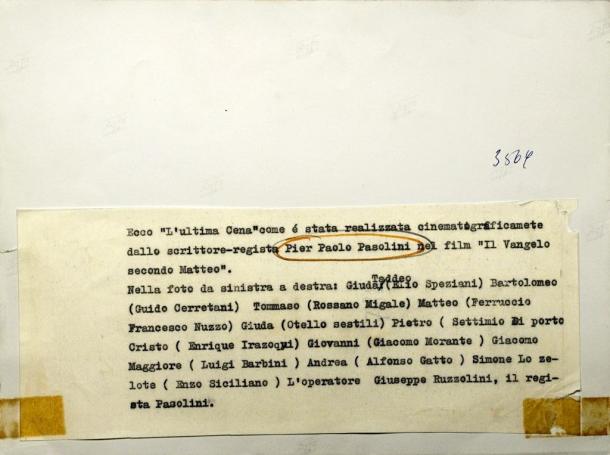 3564
Ecco "L'ultima Cena"come é stata realizzata cinematograficamete
dallo scrittore-regista Pier Paolo Pasolini nel film "Il Vangelo
secondo Matteo".
Taddeo
Nella foto da sinistra a destra: Giuda/(Elio Speziani) Bartolomeo
(Guido Cerretani) Tommaso (Rossano Migale) Matteo (Ferruccio
Francesco Nuzzo) Giuda (Otello sestili) Pietro ( Settimio Di porto
Cristo ( Enrique Irazoqui) Giovanni (Giacomo Morante ) Giacomo
Maggiore ( Luigi Barbini ) Andrea ( Alfonso Gatto ) Simone Lo ze-
lote ( Enzo Siciliano ) L'operatore Giuseppe Ruzzolini, il regi-
sta Pasolini.